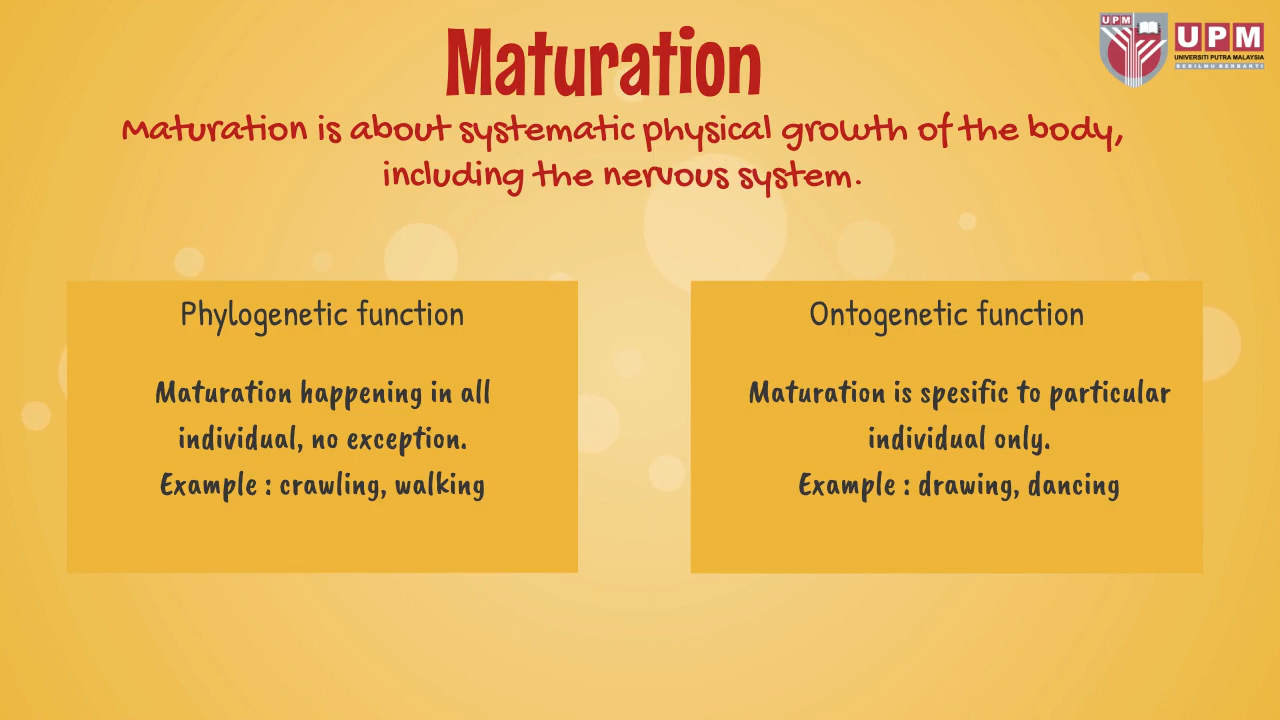 Maturation
UPM
UPM
UNIVERSITI PUTRA MALAYSIA
BERILMU BERBAKTI
Maturation is about systematic physical growth of the body,
including the nervous system.
Phylogenetic function
Maturation happening in all
individual, no exception.
Example : crawling, walking
Ontogenetic function
Maturation is spesific to particular
individual only.
Example : drawing, dancing